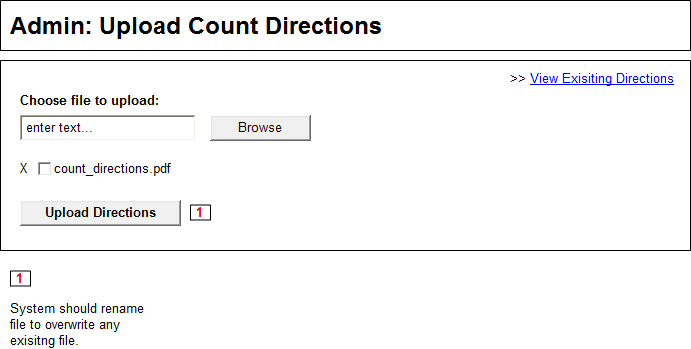 Admin: Upload Count Directions
>> View Exisiting Directions
Choose file to upload:
enter text...
Browse
X count_directions.pdf
Upload Directions 1
1
System should rename
file to overwrite any
exisitng file.